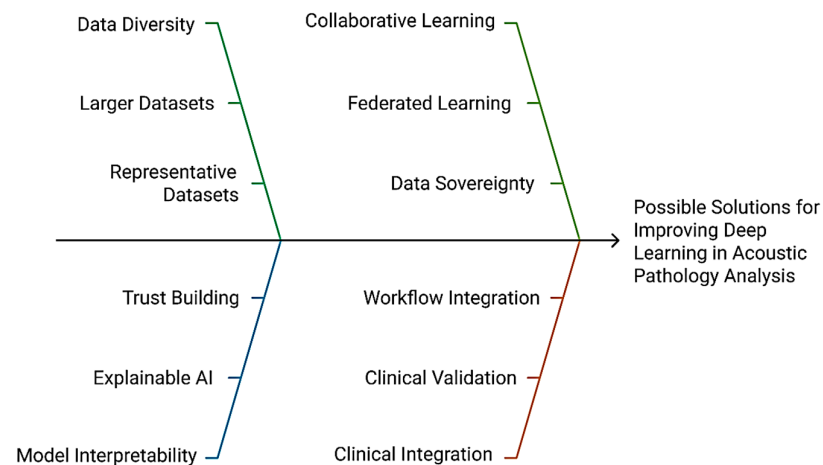 Data Diversity
Larger Datasets
Representative
Datasets
Collaborative Learning
Federated Learning
Data Sovereignty
Possible Solutions for
Improving Deep
Learning in Acoustic
Pathology Analysis
Trust Building
Explainable AI
Model Interpretability
Workflow Integration
Clinical Validation
Clinical Integration